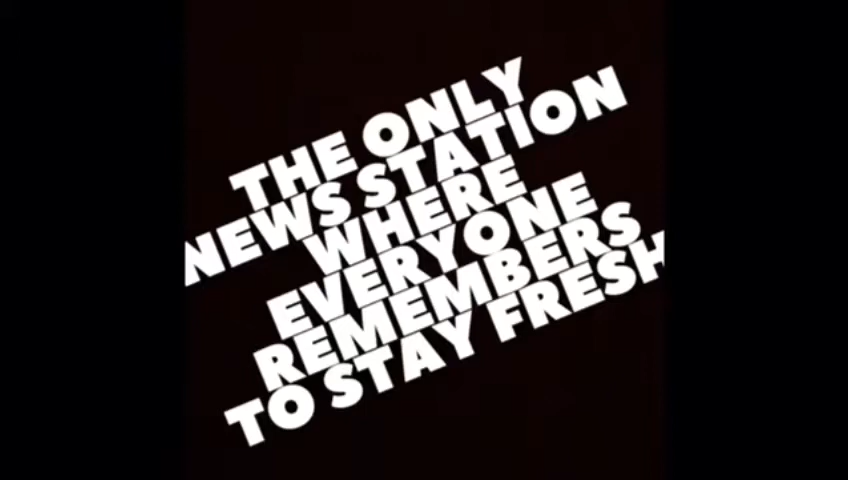 THE ONLY
NEWS STATION
WHERE
EVERYONE
REMEMBERS
TO STAY FRESH